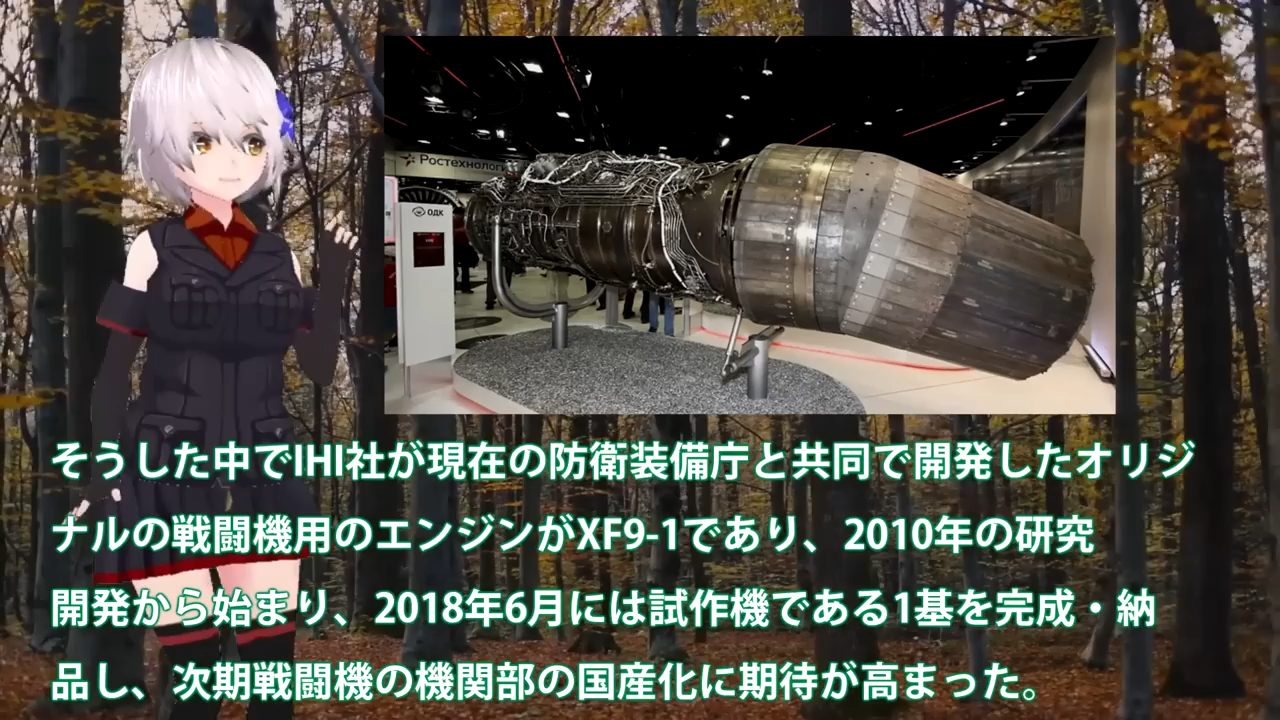 Ростехнологи
ОДК
そうした中でIHI社が現在の防衛装備庁と共同で開発したオリジ
ナルの戦闘機用のエンジンがXF9-1であり、2010年の研究
開発から始まり、2018年6月には試作機である1基を完成・納
品し、次期戦闘機の機関部の国産化に期待が高まった。